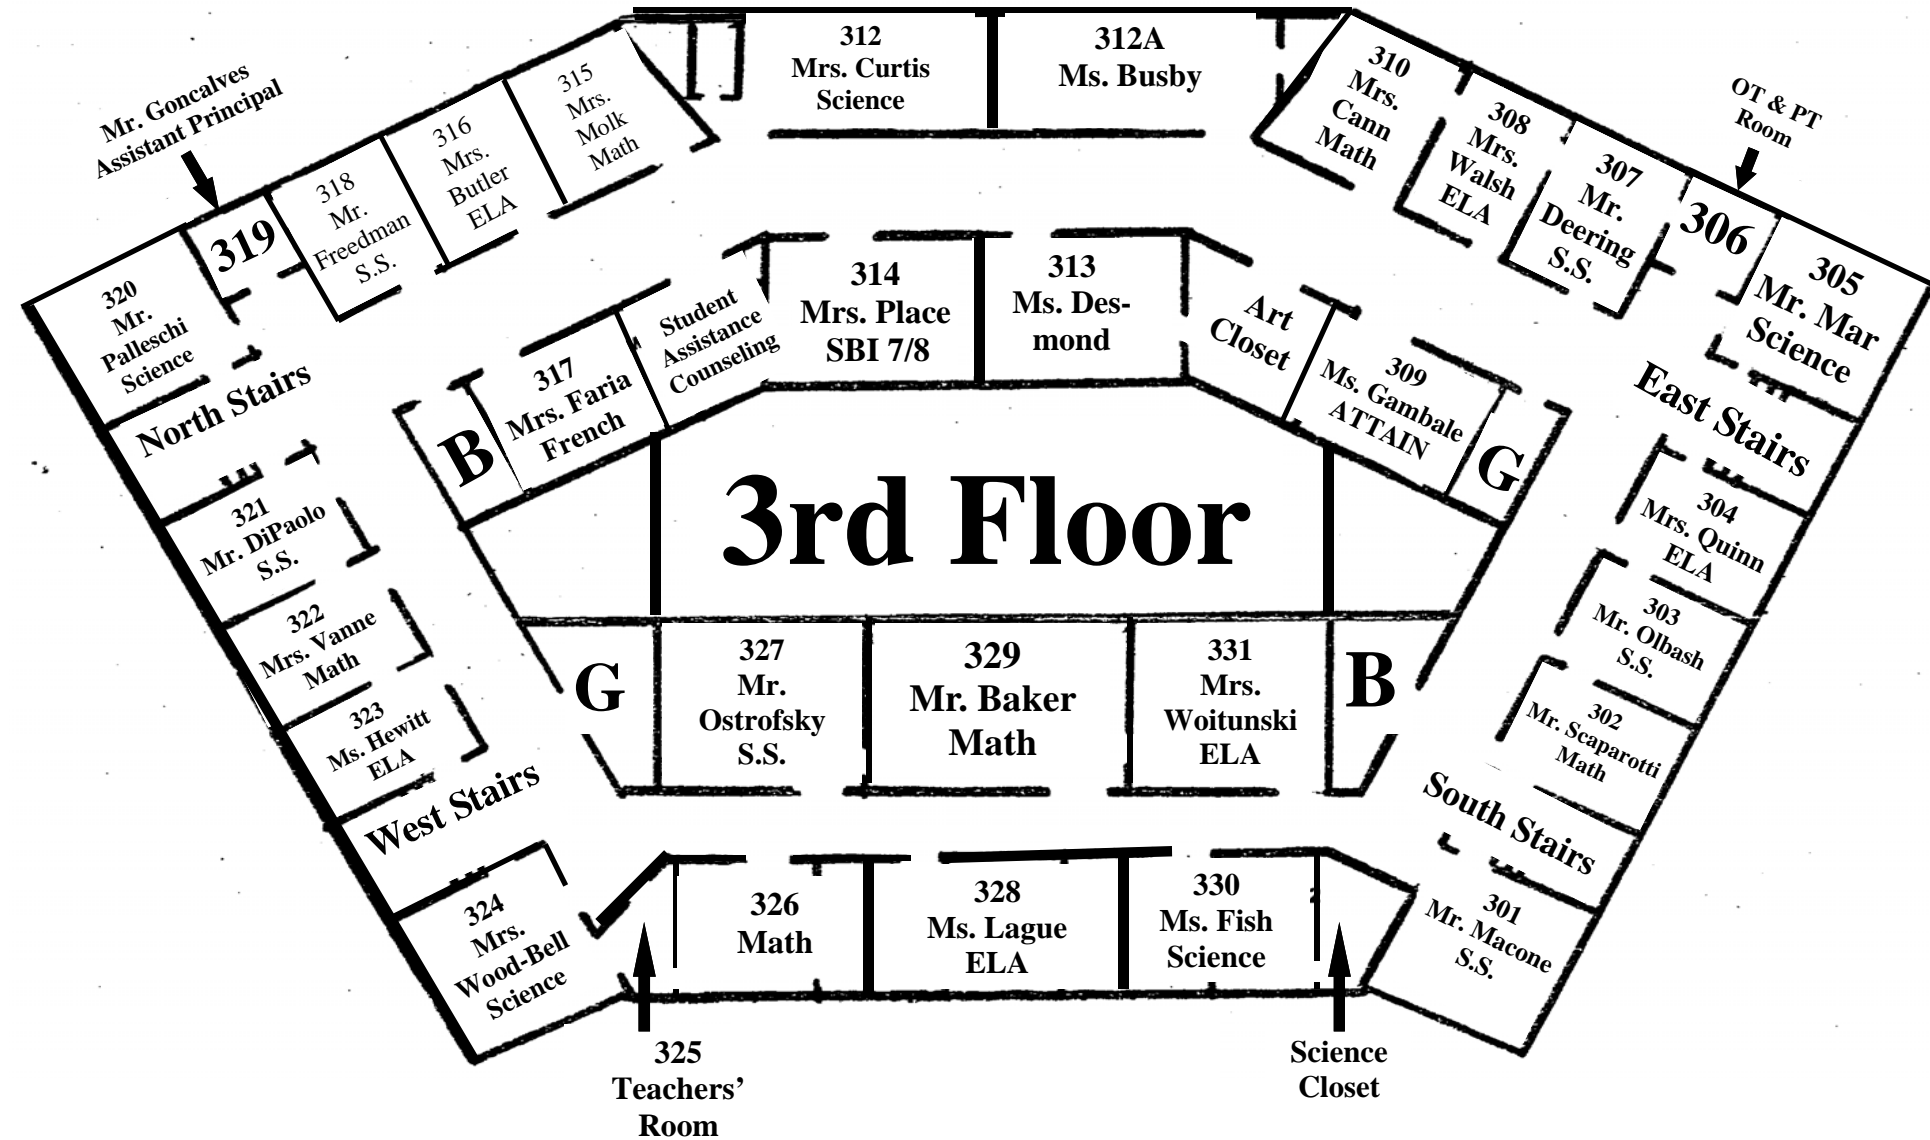 312
Mrs. Curtis
Science
312A
Ms. Busby
310
Mrs.
Cann
Math
308
Mrs.
Walsh
ELA
307
Mr.
Deering
S.S.
OT & PT
Room
306
305
Mr. Mar
Science
Mr. Goncalves
Assistant Principal
315
Mrs.
Molk
Math
316
Mrs.
Butler
ELA
318
Mr.
Freedman
S.S.
319
320
Mr.
Palleschi
Science
North Stairs
B
317
Mrs. Faria
French
Student
Assistance
Counseling
314
Mrs. Place
SBI 7/8
313
Ms. Des-
mond
Art
Closet
309
Ms. Gambale
ATTAIN
G
East Stairs
3rd Floor
321
Mr. DiPaolo
S.S.
322
Mrs. Vanne
Math
323
Ms. Hewitt
ELA
West Stairs
G
327
Mr.
Ostrofsky
S.S.
329
Mr. Baker
Math
331
Mrs.
Woitunski
ELA
B
304
Mrs. Quinn
ELA
303
Mr. Olbash
S.S.
302
Mr. Scaparotti
Math
South Stairs
324
Mrs.
Wood-Bell
Science
326
Math
328
Ms. Lague
ELA
330
Ms. Fish
Science
301
Mr. Macone
S.S.
325
Teachers’
Room
Science
Closet